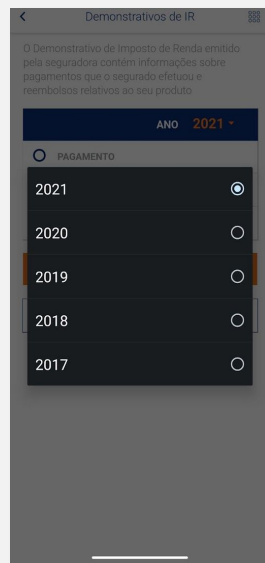 Demonstrativos de IR
O Demonstrativo de Imposto de Renda emitido
pela seguradora contém informações sobre
pagamentos que o segurado efetuou e
reembolsos relativos ao seu produto
ANO 2021
PAGAMENTO
2021
2020
2019
2018
2017